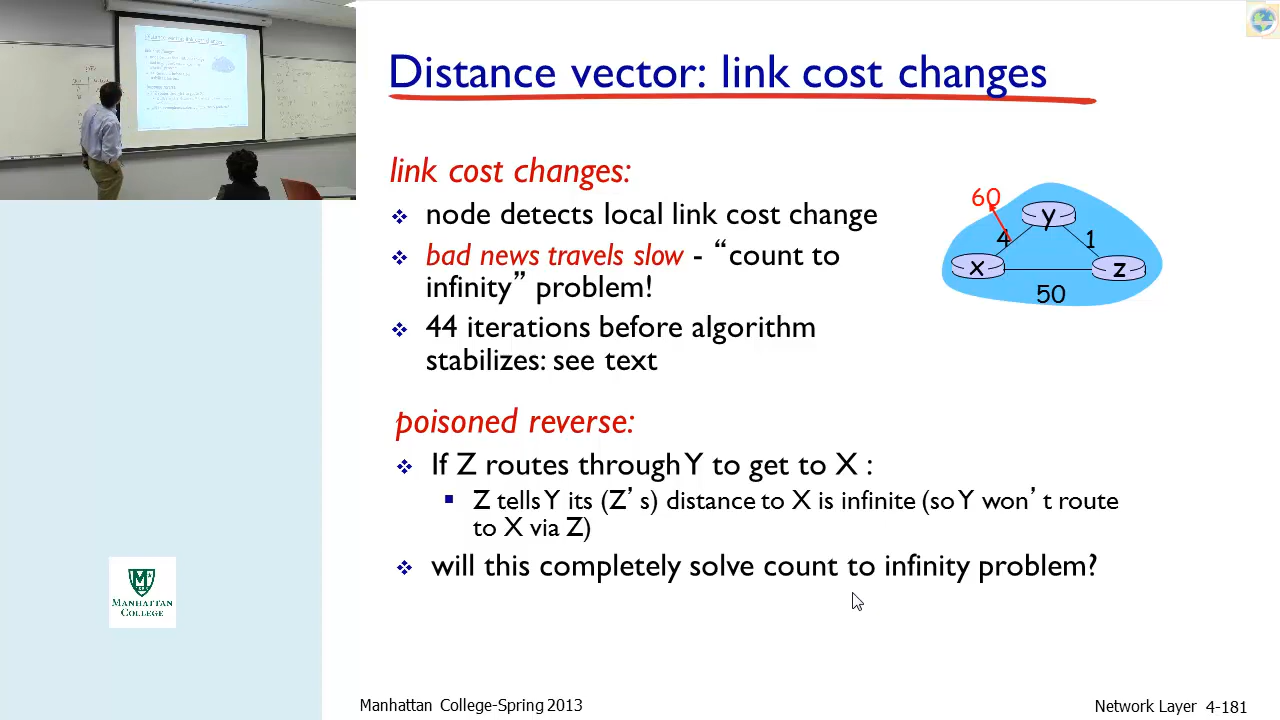 Distance vector: link cost changes
link cost changes:
node detects local link cost change
bad news travels slow - “count to
infinity” problem!
44 iterations before algorithm
stabilizes: see text
60
y
4
1
x
z
50
poisoned reverse:
If Z routes through Y to get to X :
Z tells Y its (Z’ s) distance to X is infinite (so Y won’ t route
to X via Z)
will this completely solve count to infinity problem?
MANHATTAN
COLLEGE
Manhattan College-Spring 2013
Network Layer 4-181